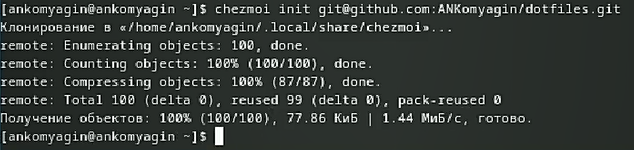 [ankomyagin@ankomyagin ~]$ chezmoi init git@github.com:ANKomyagin/dotfiles.git
Клонирование в «/home/ankomyagin/.local/share/chezmoi»...
remote: Enumerating objects: 100, done.
remote: Counting objects: 100% (100/100), done.
remote: Compressing objects: 100% (87/87), done.
remote: Total 100 (delta 0), reused 99 (delta 0), pack-reused 0
Получение объектов: 100% (100/100), 77.86 КиБ | 1.44 МиБ/с, готово.
[ankomyagin@ankomyagin ~]$